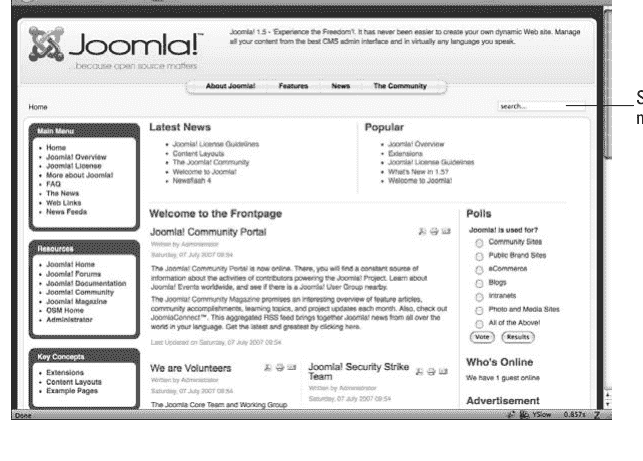 Joomla!™
...because open source matters
Joomla! 1.5 - 'Experience the Freedom'!. It has never been easier to create your own dynamic Web site. Manage
all your content from the best CMS admin interface and in virtually any language you speak.
About Joomla! Features News The Community
Home
search...
Main Menu
Home
Joomla! Overview
Joomla! License
More about Joomla!
FAQ
The News
Web Links
News Feeds
Resources
Joomla! Home
Joomla! Forums
Joomla! Documentation
Joomla! Community
Joomla! Magazine
OSM Home
Administrator
Key Concepts
Extensions
Content Layouts
Example Pages
Latest News
Joomla! License Guidelines
Content Layouts
The Joomla! Community
Welcome to Joomla!
Newsflash 4
Popular
Joomla! Overview
Extensions
Joomla! License Guidelines
What's New in 1.5?
Welcome to Joomla!
Welcome to the Frontpage
Joomla! Community Portal
Written by Administrator
Saturday, 07 July 2007 09:54
The Joomla! Community Portal is now online. There, you will find a constant source of
information about the activities of contributors powering the Joomla! Project. Learn about
Joomla! Events worldwide, and see if there is a Joomla! User Group nearby.
The Joomla! Community Magazine promises an interesting overview of feature articles,
community accomplishments, learning topics, and project updates each month. Also, check out
JoomlaConnect™. This aggregated RSS feed brings together Joomla! news from all over the
world in your language. Get the latest and greatest by clicking here.
Last Updated on Saturday, 07 July 2007 09:54
We are Volunteers
Written by Administrator
Saturday, 07 July 2007 09:54
The Joomla Core Team and Working Group
Joomla! Security Strike
Team
Written by Administrator
Saturday, 07 July 2007 09:54
Polls
Joomla! is used for?
Community Sites
Public Brand Sites
eCommerce
Blogs
Intranets
Photo and Media Sites
All of the Above!
Vote Results
Who's Online
We have 1 guest online
Advertisement
Done
YSlow 0.857s